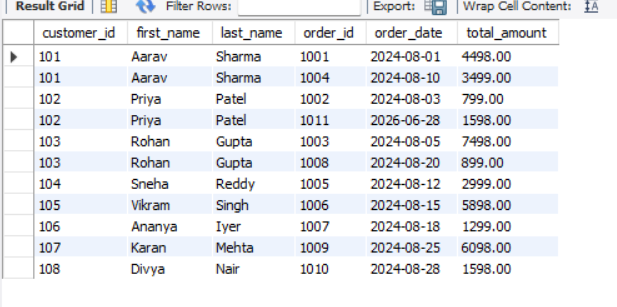 Result Grid Filter Rows: Export: Wrap Cell Content: IA
customer_id first_name last_name order_id order_date total_amount
101 Aarav Sharma 1001 2024-08-01 4498.00
101 Aarav Sharma 1004 2024-08-10 3499.00
102 Priya Patel 1002 2024-08-03 799.00
102 Priya Patel 1011 2026-06-28 1598.00
103 Rohan Gupta 1003 2024-08-05 7498.00
103 Rohan Gupta 1008 2024-08-20 899.00
104 Sneha Reddy 1005 2024-08-12 2999.00
105 Vikram Singh 1006 2024-08-15 5898.00
106 Ananya Iyer 1007 2024-08-18 1299.00
107 Karan Mehta 1009 2024-08-25 6098.00
108 Divya Nair 1010 2024-08-28 1598.00